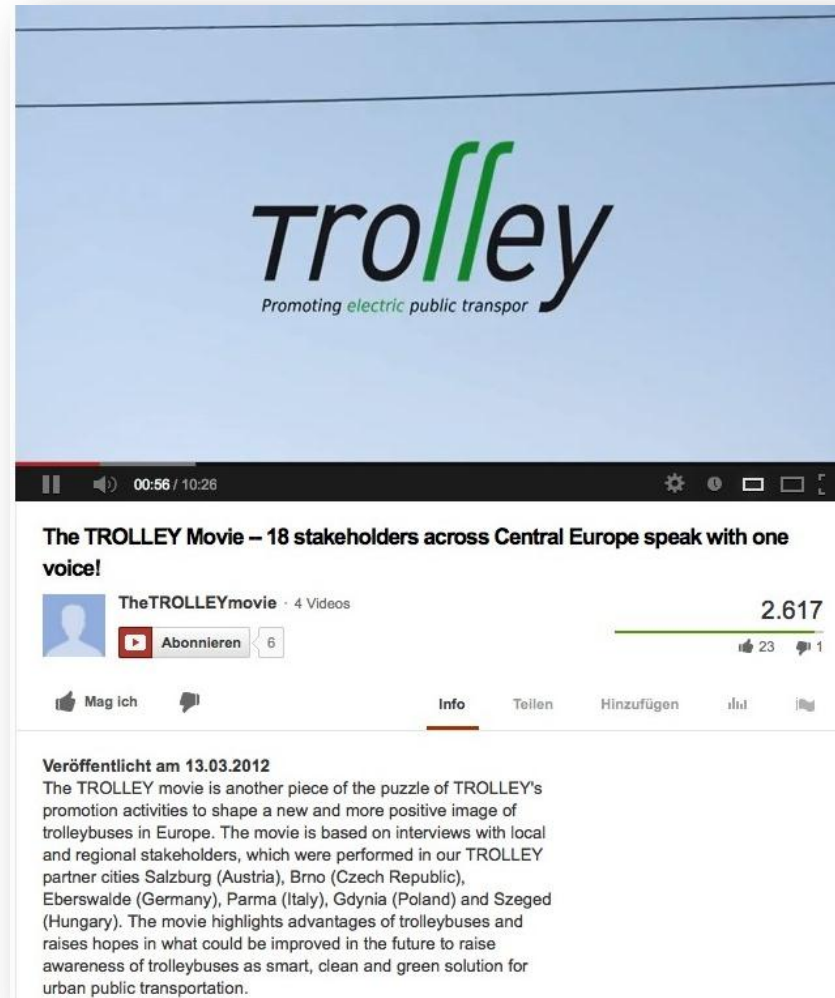 Trolley
Promoting electric public transpor
00:56 / 10:26
The TROLLEY Movie – 18 stakeholders across Central Europe speak with one
voice!
TheTROLLEYmovie · 4 Videos
2.617
Abonnieren 6
23 1
Mag ich
Info Teilen Hinzufügen
Veröffentlicht am 13.03.2012
The TROLLEY movie is another piece of the puzzle of TROLLEY's
promotion activities to shape a new and more positive image of
trolleybuses in Europe. The movie is based on interviews with local
and regional stakeholders, which were performed in our TROLLEY
partner cities Salzburg (Austria), Brno (Czech Republic),
Eberswalde (Germany), Parma (Italy), Gdynia (Poland) and Szeged
(Hungary). The movie highlights advantages of trolleybuses and
raises hopes in what could be improved in the future to raise
awareness of trolleybuses as smart, clean and green solution for
urban public transportation.